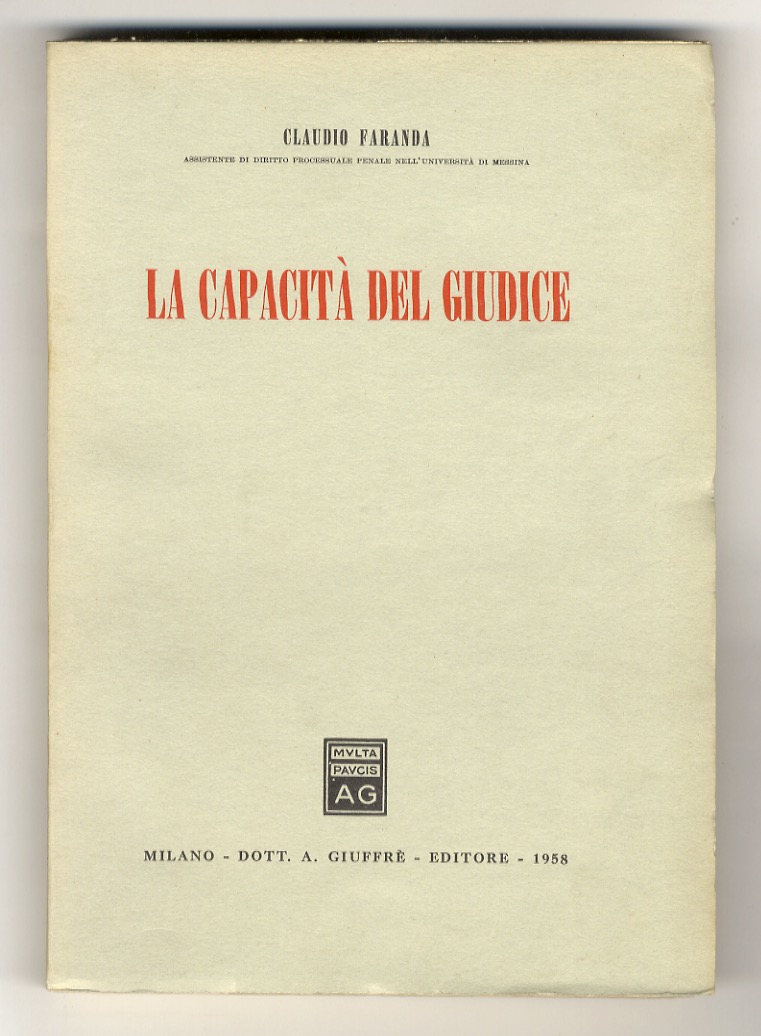 CLAUDIO FARANDA
ASSISTENTE DI DIRITTO PROCESSUALE PENALE NELL'UNIVERSITÀ DI MESSINA
LA CAPACITÀ DEL GIUDICE
MVLTA
PAVCIS
AG
MILANO - DOTT. A. GIUFFRÈ - EDITORE - 1958